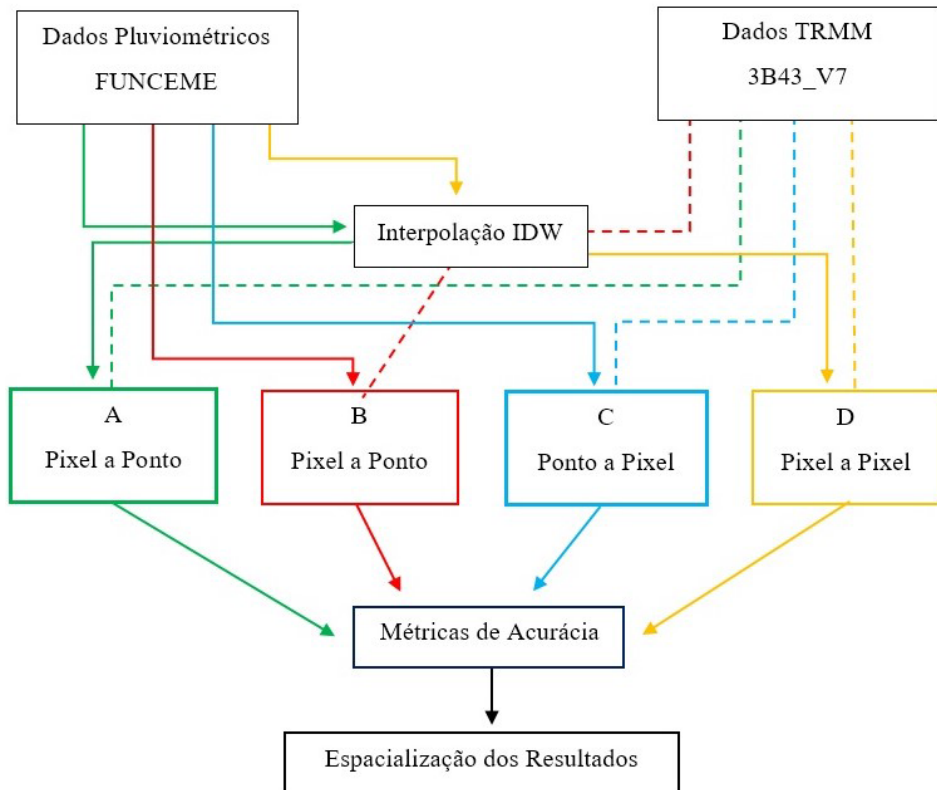 Dados Pluviométricos
FUNCEME
Dados TRMM
3B43_V7
Interpolação IDW
A
Pixel a Ponto
B
Pixel a Ponto
C
Ponto a Pixel
D
Pixel a Pixel
Métricas de Acurácia
Espacialização dos Resultados